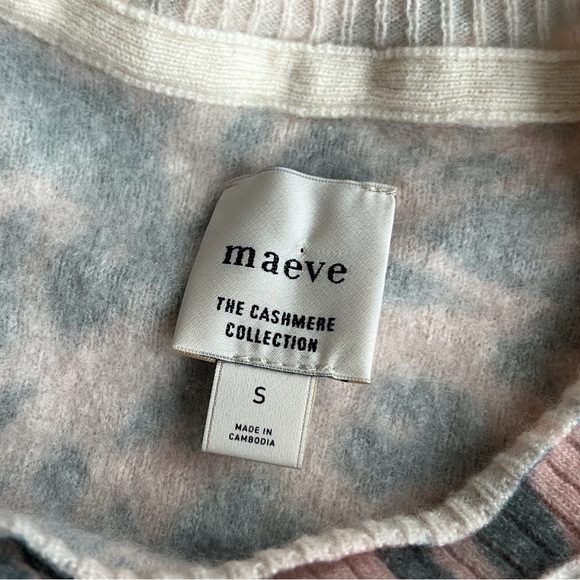 maeve
THE CASHMERE
COLLECTION
S
MADE IN
CAMBODIA